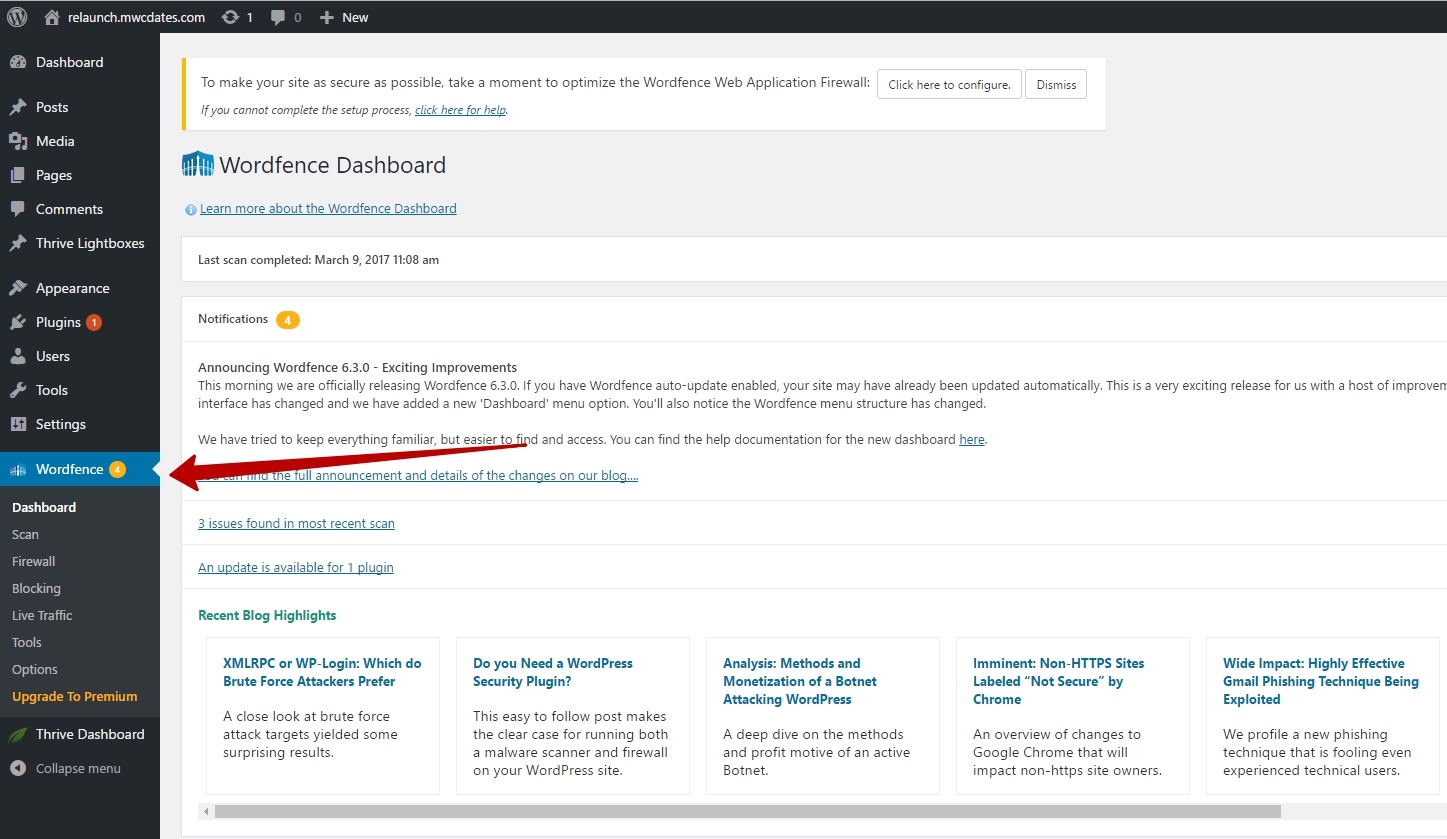 relaunch.mwcdates.com 1 0 New
Dashboard
Posts
Media
Pages
Comments
Thrive Lightboxes
Appearance
Plugins 1
Users
Tools
Settings
Wordfence 4
Dashboard
Scan
Firewall
Blocking
Live Traffic
Tools
Options
Upgrade To Premium
Thrive Dashboard
Collapse menu
To make your site as secure as possible, take a moment to optimize the Wordfence Web Application Firewall: Click here to configure. Dismiss
If you cannot complete the setup process, click here for help.
Wordfence Dashboard
Learn more about the Wordfence Dashboard
Last scan completed: March 9, 2017 11:08 am
Notifications 4
Announcing Wordfence 6.3.0 - Exciting Improvements
This morning we are officially releasing Wordfence 6.3.0. If you have Wordfence auto-update enabled, your site may have already been updated automatically. This is a very exciting release for us with a host of improvem
interface has changed and we have added a new 'Dashboard' menu option. You'll also notice the Wordfence menu structure has changed.
We have tried to keep everything familiar, but easier to find and access. You can find the help documentation for the new dashboard here.
find the full announcement and details of the changes on our blog....
3 issues found in most recent scan
An update is available for 1 plugin
Recent Blog Highlights
XMLRPC or WP-Login: Which do
Brute Force Attackers Prefer
A close look at brute force
attack targets yielded some
surprising results.
Do you Need a WordPress
Security Plugin?
This easy to follow post makes
the clear case for running both
a malware scanner and firewall
on your WordPress site.
Analysis: Methods and
Monetization of a Botnet
Attacking WordPress
A deep dive on the methods
and profit motive of an active
Botnet.
Imminent: Non-HTTPS Sites
Labeled “Not Secure” by
Chrome
An overview of changes to
Google Chrome that will
impact non-https site owners.
Wide Impact: Highly Effective
Gmail Phishing Technique Being
Exploited
We profile a new phishing
technique that is fooling even
experienced technical users.